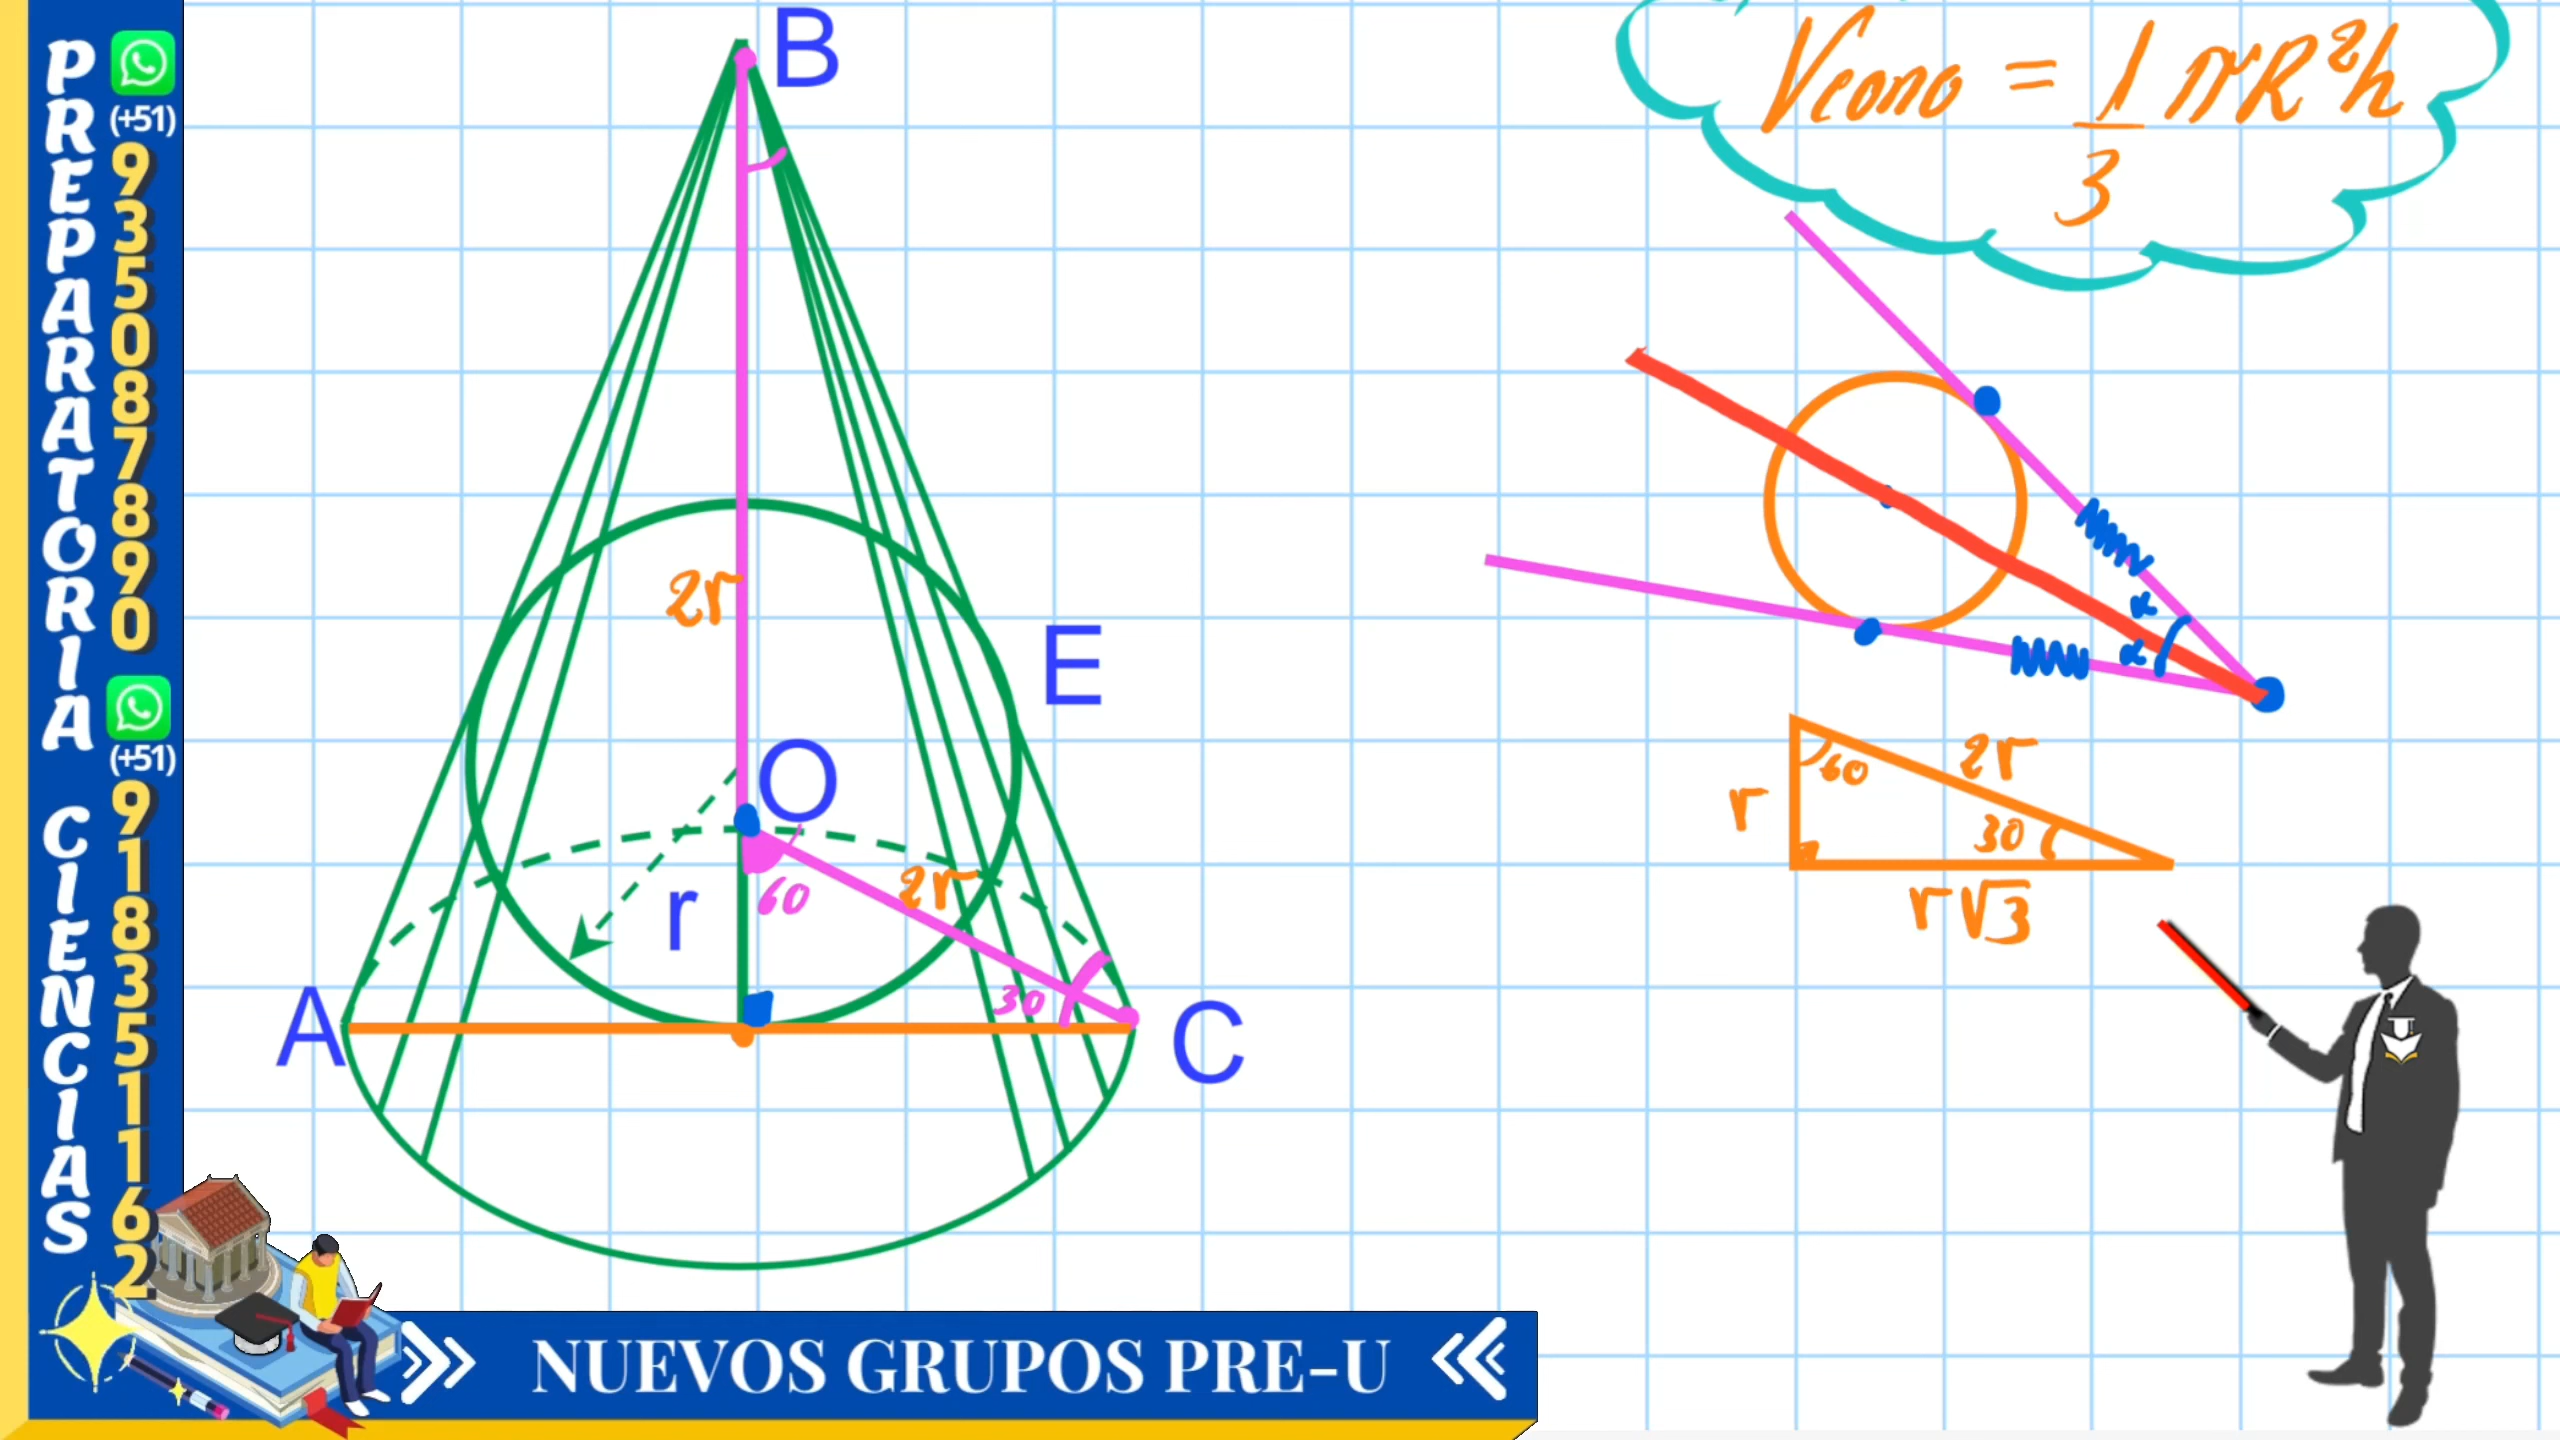 PREPARATORIA CIENCIAS
(+51)
935087890
(+51)
918351162
B
Vcono = 1/3 πR²h
2r
E
O
60
2r
r
30
A
C
α
α
60
2r
r
30
r√3
NUEVOS GRUPOS PRE-U